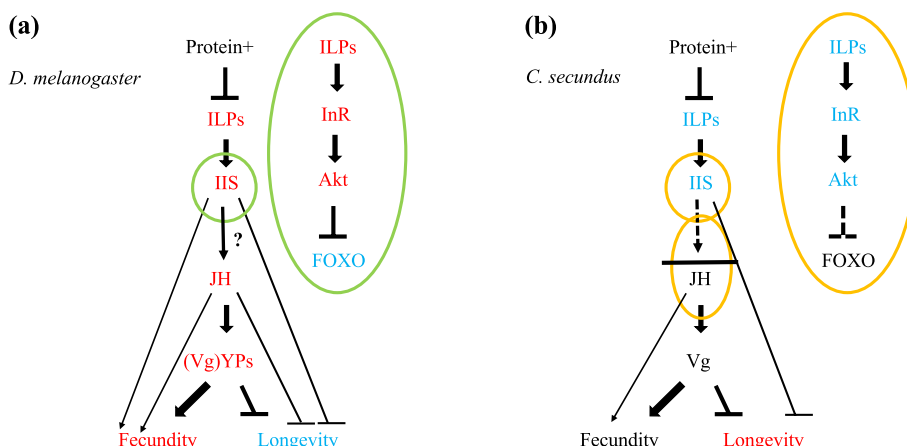 (a)
D. melanogaster
Protein+
ILPs
IIS
?
JH
(Vg)YPs
Fecundity
Longevity
ILPs
InR
Akt
FOXO
(b)
C. secundus
Protein+
ILPs
IIS
JH
Vg
Fecundity
Longevity
ILPs
InR
Akt
FOXO